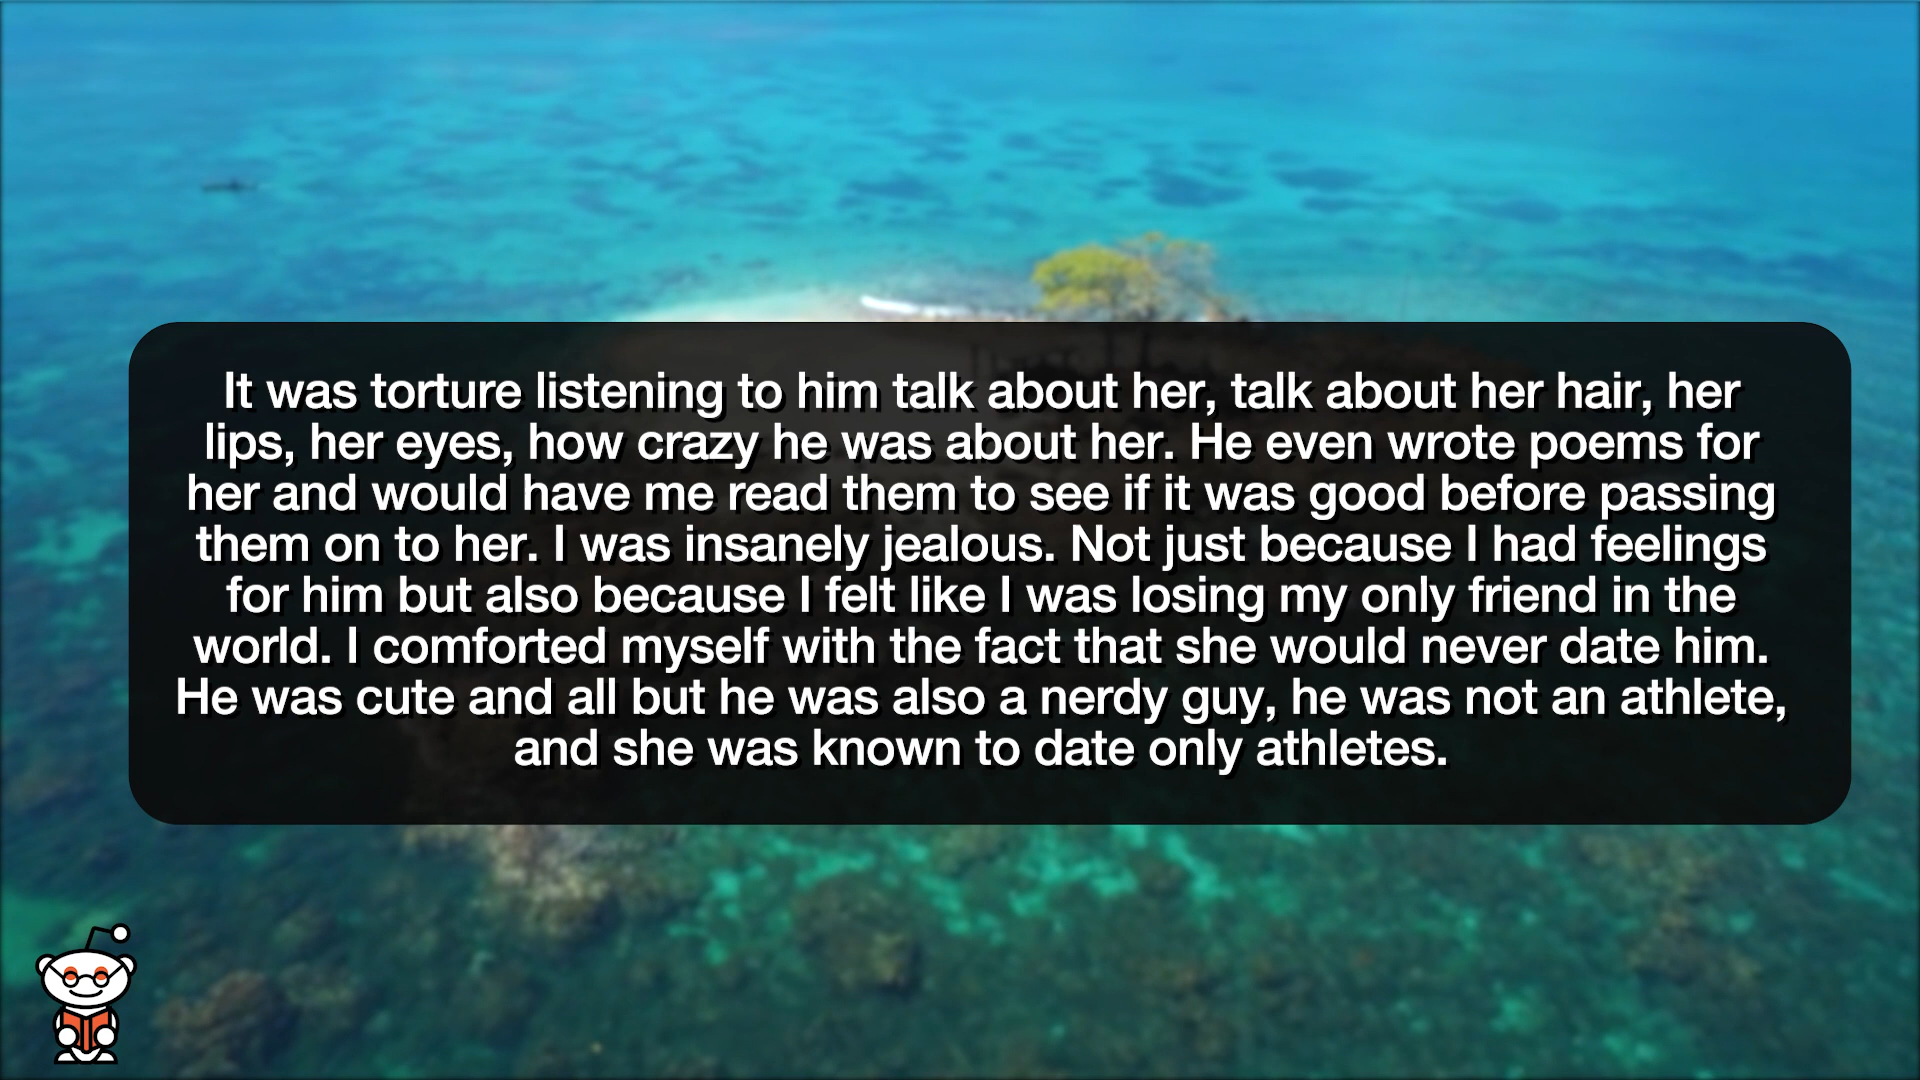 It was torture listening to him talk about her, talk about her hair, her
lips, her eyes, how crazy he was about her. He even wrote poems for
her and would have me read them to see if it was good before passing
them on to her. I was insanely jealous. Not just because I had feelings
for him but also because I felt like I was losing my only friend in the
world. I comforted myself with the fact that she would never date him.
He was cute and all but he was also a nerdy guy, he was not an athlete,
and she was known to date only athletes.